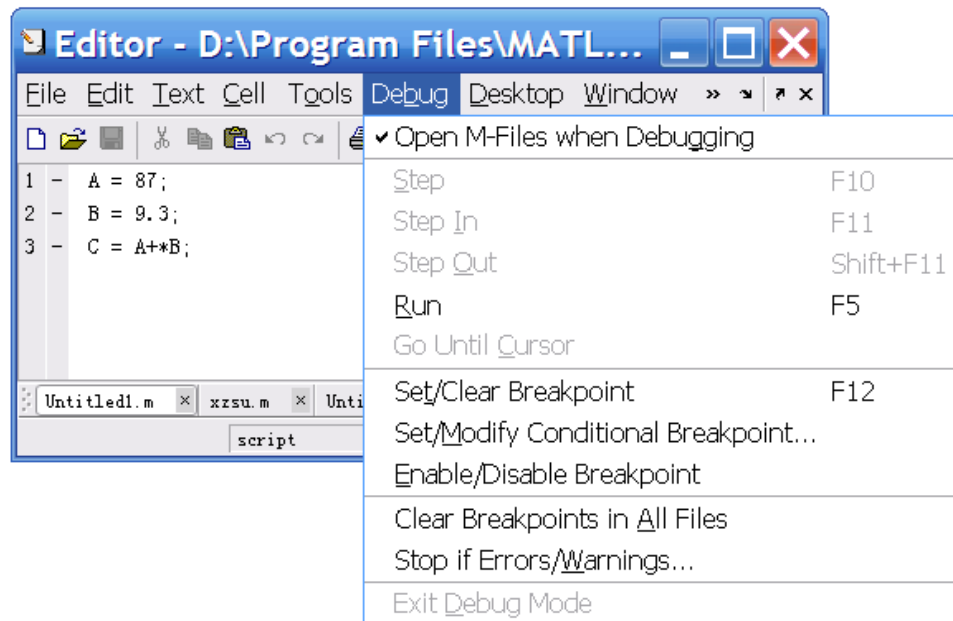 Editor - D:\Program Files\MATL...
File Edit Text Cell Tools Debug Desktop Window »
1 - A = 87;
2 - B = 9.3;
3 - C = A+*B;
Untitled1.m × xzsu.m × Unti
script
✓ Open M-Files when Debugging
Step F10
Step In F11
Step Out Shift+F11
Run F5
Go Until Cursor
Set/Clear Breakpoint F12
Set/Modify Conditional Breakpoint...
Enable/Disable Breakpoint
Clear Breakpoints in All Files
Stop if Errors/Warnings...
Exit Debug Mode